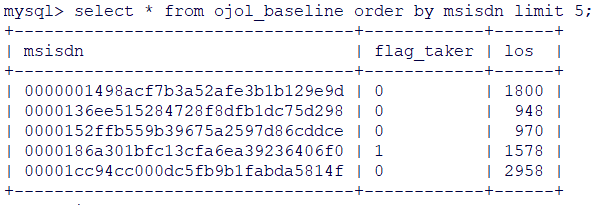 mysql> select * from ojol_baseline order by msisdn limit 5;
+----------------------------------+------------+------+
| msisdn                           | flag_taker | los  |
+----------------------------------+------------+------+
| 0000001498acf7b3a52afe3b1b129e9d | 0          | 1800 |
| 0000136ee515284728f8dfb1dc75d298 | 0          |  948 |
| 0000152ffb559b39675a2597d86cddce | 0          |  970 |
| 0000186a301bfc13cfa6ea39236406f0 | 1          | 1578 |
| 00001cc94cc000dc5fb9b1fabda5814f | 0          | 2958 |
+----------------------------------+------------+------+